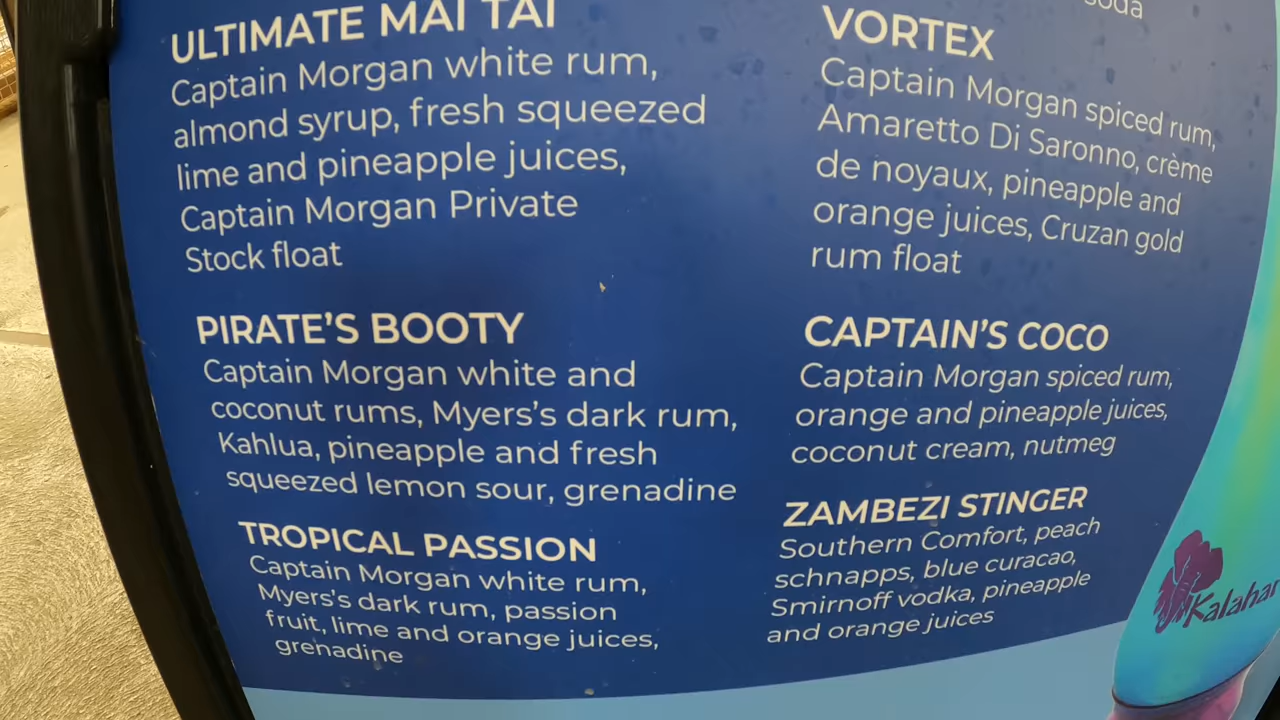 ULTIMATE MAI TAI
Captain Morgan white rum,
almond syrup, fresh squeezed
lime and pineapple juices,
Captain Morgan Private
Stock float
PIRATE'S BOOTY
Captain Morgan white and
coconut rums, Myers's dark rum,
Kahlua, pineapple and fresh
squeezed lemon sour, grenadine
TROPICAL PASSION
Captain Morgan white rum,
Myers's dark rum, passion
fruit, lime and orange juices,
grenadine
soda
VORTEX
Captain Morgan spiced rum,
Amaretto Di Saronno, crème
de noyaux, pineapple and
orange juices, Cruzan gold
rum float
CAPTAIN'S COCO
Captain Morgan spiced rum,
orange and pineapple juices,
coconut cream, nutmeg
ZAMBEZI STINGER
Southern Comfort, peach
schnapps, blue curacao,
Smirnoff vodka, pineapple
and orange juices
Kalahar